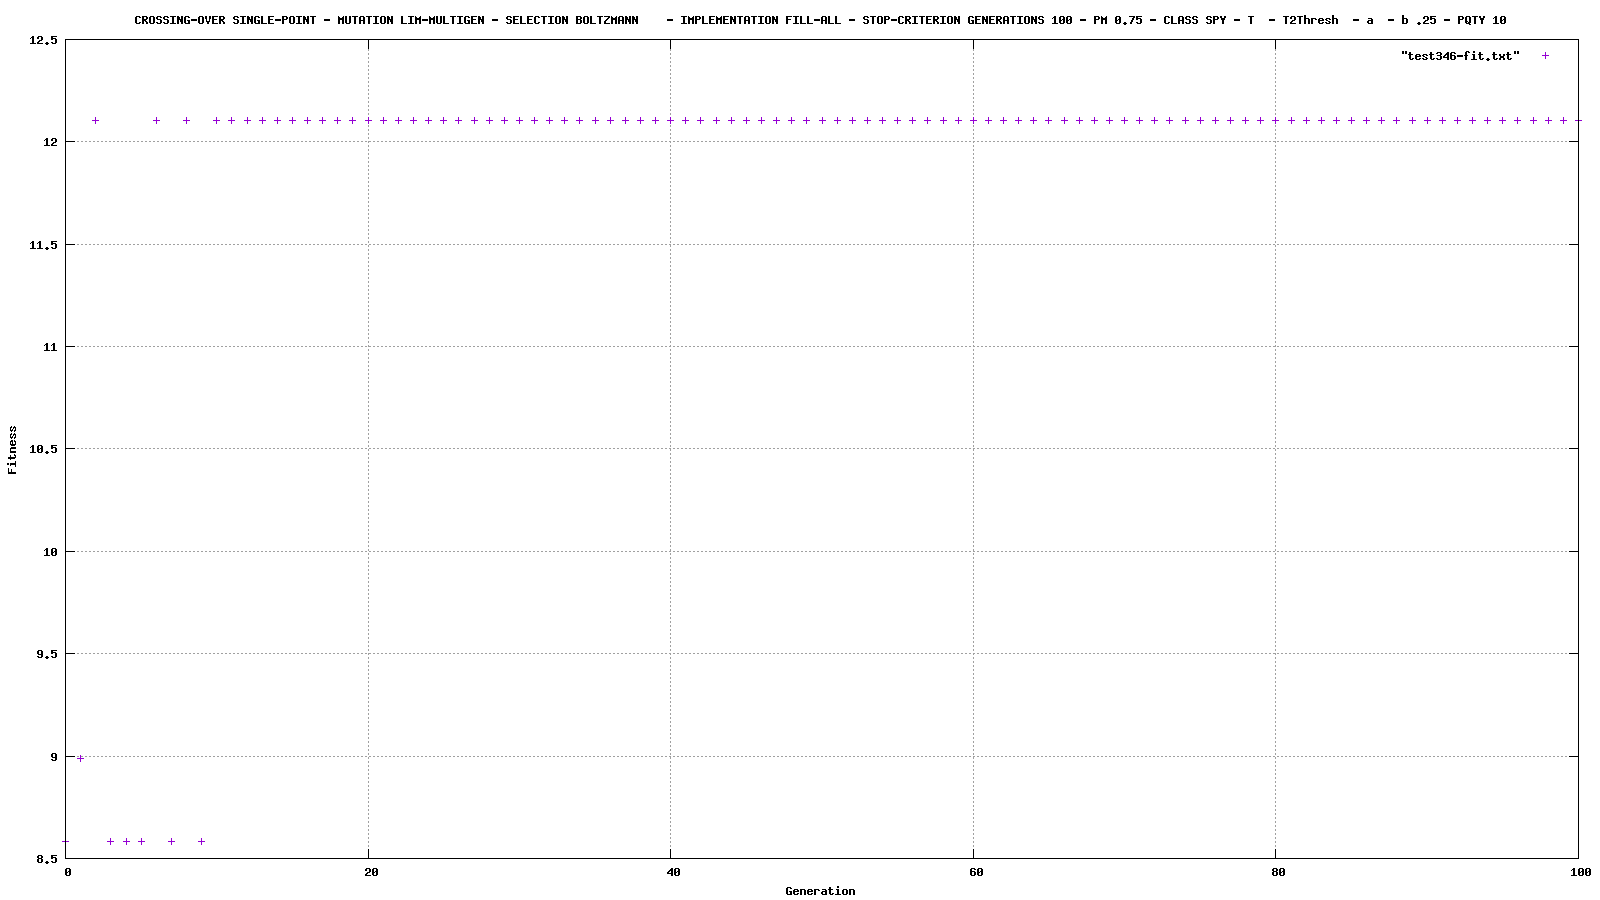 CROSSING-OVER SINGLE-POINT - MUTATION LIM-MULTIGEN - SELECTION BOLTZMANN    - IMPLEMENTATION FILL-ALL - STOP-CRITERION GENERATIONS 100 - PM 0.75 - CLASS SPY - T  - T2Thresh  - a  - b .25 - PQTY 10
"test346-fit.txt"
12.5
12
11.5
11
10.5
10
9.5
9
8.5
Fitness
0 20 40 60 80 100
Generation